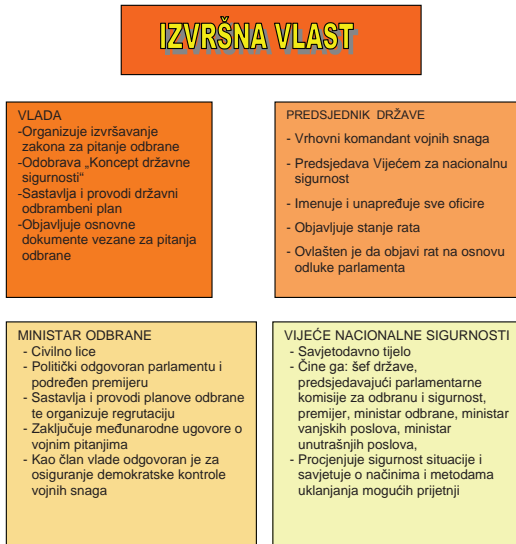 IZVRŠNA VLAST
VLADA
-Organizuje izvršavanje
zakona za pitanje odbrane
-Odobrava „Koncept državne
sigurnosti“
-Sastavlja i provodi državni
odbrambeni plan
-Objavljuje osnovne
dokumente vezane za pitanja
odbrane
PREDSJEDNIK DRŽAVE
- Vrhovni komandant vojnih snaga
- Predsjedava Vijećem za nacionalnu
sigurnost
- Imenuje i unapređuje sve oficire
- Objavljuje stanje rata
- Ovlašten je da objavi rat na osnovu
odluke parlamenta
MINISTAR ODBRANE
- Civilno lice
- Politički odgovoran parlamentu i
podređen premijeru
- Sastavlja i provodi planove odbrane
te organizuje regrutaciju
- Zaključuje međunarodne ugovore o
vojnim pitanjima
- Kao član vlade odgovoran je za
osiguranje demokratske kontrole
vojnih snaga
VIJEĆE NACIONALNE SIGURNOSTI
- Savjetodavno tijelo
- Čine ga: šef države,
predsjedavajući parlamentarne
komisije za odbranu i sigurnost,
premijer, ministar odbrane, ministar
vanjskih poslova, ministar
unutrašnjih poslova,
- Procjenjuje sigurnost situacije i
savjetuje o načinima i metodama
uklanjanja mogućih prijetnji